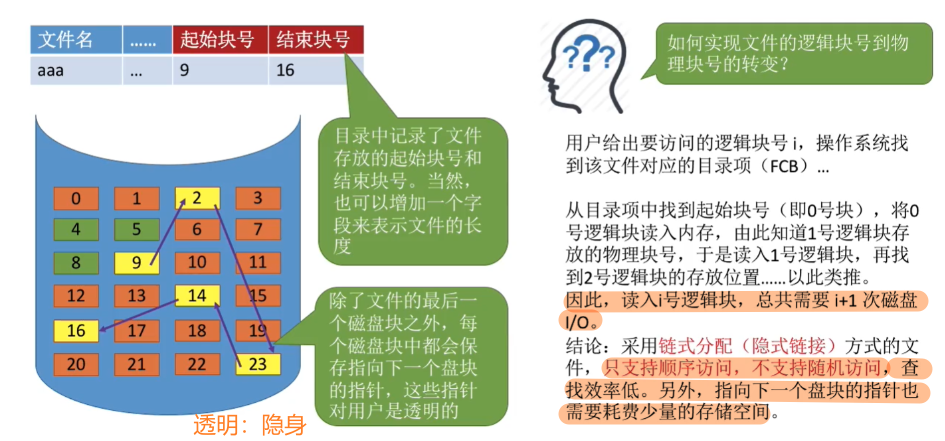 文件名 …… 起始块号 结束块号
aaa … 9 16
目录中记录了文件
存放的起始块号和
结束块号。当然，
也可以增加一个字
段来表示文件的长
度
0 1 2 3
4 5 6 7
8 9 10 11
12 13 14 15
16 17 18 19
20 21 22 23
除了文件的最后一
个磁盘块之外，每
个磁盘块中都会保
存指向下一个盘块
的指针，这些指针
对用户是透明的
透明：隐身
???
如何实现文件的逻辑块号到物
理块号的转变？
用户给出要访问的逻辑块号 i，操作系统找
到该文件对应的目录项（FCB）…
从目录项中找到起始块号（即0号块），将0
号逻辑块读入内存，由此知道1号逻辑块存
放的物理块号，于是读入1号逻辑块，再找
到2号逻辑块的存放位置……以此类推。
因此，读入i号逻辑块，总共需要 i+1 次磁盘
I/O。
结论：采用链式分配（隐式链接）方式的文
件，只支持顺序访问，不支持随机访问，查
找效率低。另外，指向下一个盘块的指针也
需要耗费少量的存储空间。